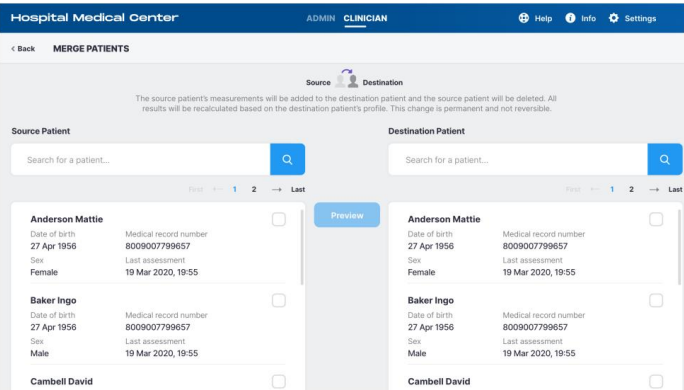 Hospital Medical Center
ADMIN CLINICIAN
Help Info Settings
< Back MERGE PATIENTS
Source Destination
The source patient's measurements will be added to the destination patient and the source patient will be deleted. All
results will be recalculated based on the destination patient's profile. This change is permanent and not reversible.
Source Patient
Search for a patient...
First ← 1 2 → Last
Anderson Mattie
Date of birth Medical record number
27 Apr 1956 8009007799657
Sex Last assessment
Female 19 Mar 2020, 19:55
Baker Ingo
Date of birth Medical record number
27 Apr 1956 8009007799657
Sex Last assessment
Male 19 Mar 2020, 19:55
Cambell David
Preview
Destination Patient
Search for a patient...
First ← 1 2 → Last
Anderson Mattie
Date of birth Medical record number
27 Apr 1956 8009007799657
Sex Last assessment
Female 19 Mar 2020, 19:55
Baker Ingo
Date of birth Medical record number
27 Apr 1956 8009007799657
Sex Last assessment
Male 19 Mar 2020, 19:55
Cambell David